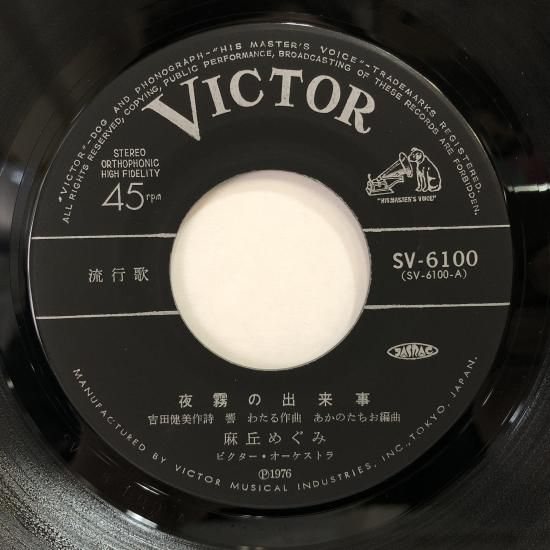 "VICTOR"-DOG AND PHONOGRAPH-"HIS MASTER'S VOICE"-TRADEMARKS REGISTERED.
ALL RIGHTS RESERVED, COPYING, PUBLIC PERFORMANCE, BROADCASTING OF THESE RECORDS ARE FORBIDDEN.
VICTOR
STEREO
ORTHOPHONIC
HIGH FIDELITY
45 rpm
"HIS MASTER'S VOICE"
流行歌
SV-6100
(SV-6100-A)
JASRAC
夜霧の出来事
吉田健美作詩 響 わたる作曲 あかのたちお編曲
麻丘めぐみ
ビクター・オーケストラ
Ⓟ1976
MANUFACTURED BY VICTOR MUSICAL INDUSTRIES, INC., TOKYO, JAPAN.